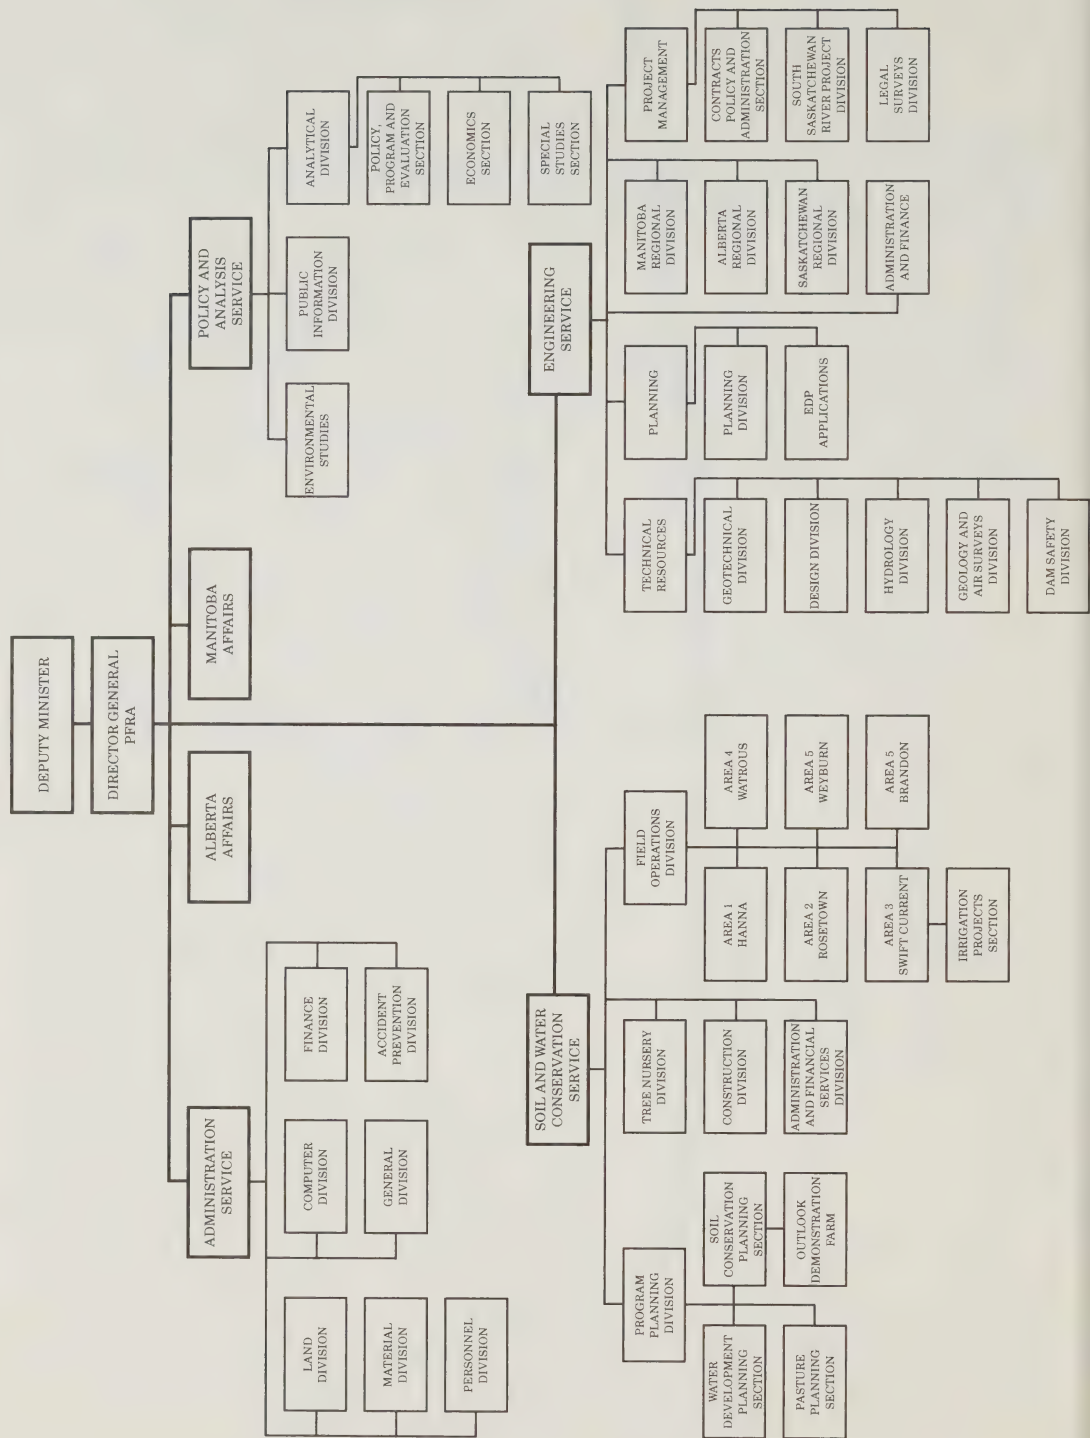 DEPUTY MINISTER
DIRECTOR GENERAL
PFRA
ADMINISTRATION
SERVICE
ALBERTA
AFFAIRS
MANITOBA
AFFAIRS
POLICY AND
ANALYSIS
SERVICE
LAND
DIVISION
MATERIAL
DIVISION
PERSONNEL
DIVISION
COMPUTER
DIVISION
GENERAL
DIVISION
FINANCE
DIVISION
ACCIDENT
PREVENTION
DIVISION
ENVIRONMENTAL
STUDIES
PUBLIC
INFORMATION
DIVISION
ANALYTICAL
DIVISION
POLICY,
PROGRAM AND
EVALUATION
SECTION
ECONOMICS
SECTION
SPECIAL
STUDIES
SECTION
SOIL AND WATER
CONSERVATION
SERVICE
ENGINEERING
SERVICE
PROGRAM
PLANNING
DIVISION
WATER
DEVELOPMENT
PLANNING
SECTION
PASTURE
PLANNING
SECTION
SOIL
CONSERVATION
PLANNING
SECTION
OUTLOOK
DEMONSTRATION
FARM
TREE NURSERY
DIVISION
CONSTRUCTION
DIVISION
ADMINISTRATION
AND FINANCIAL
SERVICES
DIVISION
FIELD
OPERATIONS
DIVISION
AREA 1
HANNA
AREA 2
ROSETOWN
AREA 3
SWIFT CURRENT
IRRIGATION
PROJECTS
SECTION
AREA 4
WATROUS
AREA 5
WEYBURN
AREA 5
BRANDON
TECHNICAL
RESOURCES
GEOTECHNICAL
DIVISION
DESIGN DIVISION
HYDROLOGY
DIVISION
GEOLOGY AND
AIR SURVEYS
DIVISION
DAM SAFETY
DIVISION
PLANNING
PLANNING
DIVISION
EDP
APPLICATIONS
MANITOBA
REGIONAL
DIVISION
ALBERTA
REGIONAL
DIVISION
SASKATCHEWAN
REGIONAL
DIVISION
ADMINISTRATION
AND FINANCE
PROJECT
MANAGEMENT
CONTRACTS
POLICY AND
ADMINISTRATION
SECTION
SOUTH
SASKATCHEWAN
RIVER PROJECT
DIVISION
LEGAL
SURVEYS
DIVISION